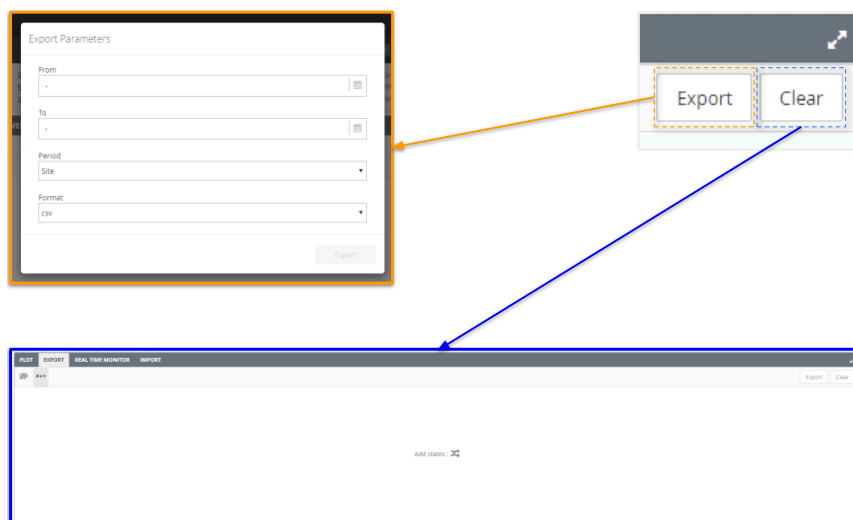 Export Parameters
From
To
Period
Site
Format
csv
Export
Export Clear
PLOT EXPORT REAL TIME MONITOR IMPORT
Export Clear
Add states :